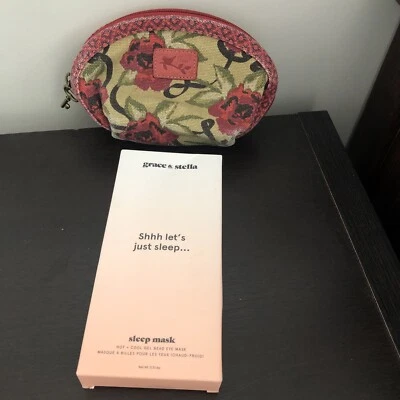 grace & stella
Shhh let's
just sleep...
sleep mask
HOT + COLD GEL BEAD EYE MASK
MASQUE À BILLES POUR LES YEUX (CHAUD-FROID)